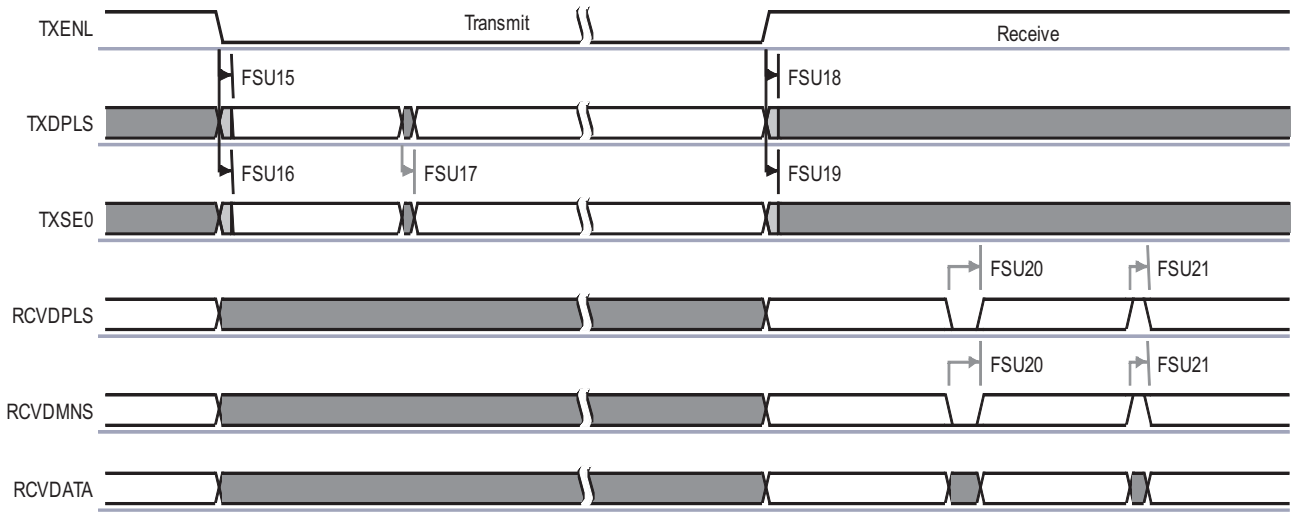 TXENL
Transmit
Receive
FSU15
FSU18
TXDPLS
FSU16
FSU17
FSU19
TXSE0
FSU20
FSU21
RCVDPLS
FSU20
FSU21
RCVDMNS
RCVDATA